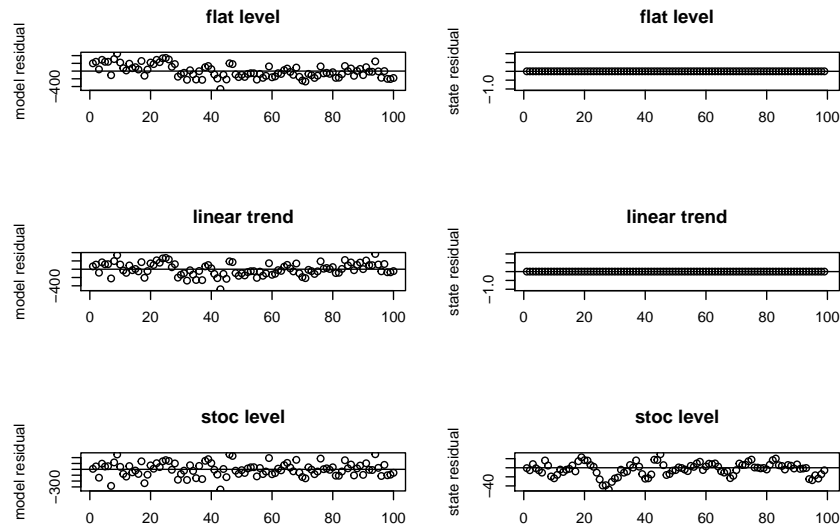 flat level
model residual
−400
0 20 40 60 80 100
flat level
state residual
−1.0
0 20 40 60 80 100
linear trend
model residual
−400
0 20 40 60 80 100
linear trend
state residual
−1.0
0 20 40 60 80 100
stoc level
model residual
−300
0 20 40 60 80 100
stoc level
state residual
−40
0 20 40 60 80 100